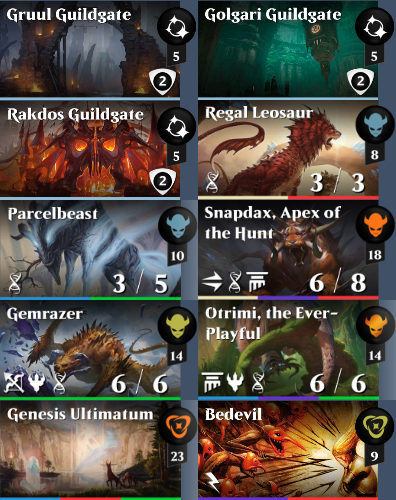 Gruul Guildgate
5
2
Golgari Guildgate
5
2
Rakdos Guildgate
5
2
Regal Leosaur
8
3 / 3
Parcelbeast
10
3 / 5
Snapdax, Apex of
the Hunt
18
6 / 8
Gemrazer
14
6 / 6
Otrimi, the Ever-
Playful
14
6 / 6
Genesis Ultimatum
23
Bedevil
9